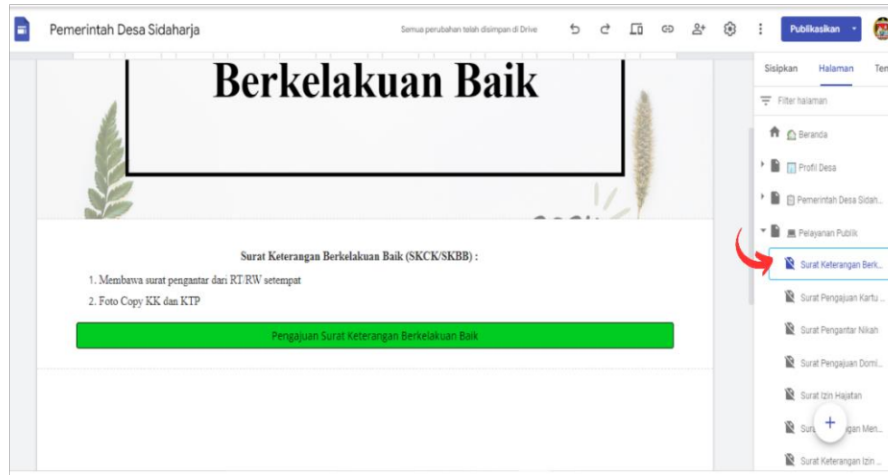 Pemerintah Desa Sidaharja
Semua perubahan telah disimpan di Drive
Publikasikan
Berkelakuan Baik
Surat Keterangan Berkelakuan Baik (SKCK/SKBB) :
1. Membawa surat pengantar dari RT/RW setempat
2. Foto Copy KK dan KTP
Pengajuan Surat Keterangan Berkelakuan Baik
Sisipkan Halaman Ten
Filter halaman
Beranda
Profil Desa
Pemerintah Desa Sidah...
Pelayanan Publik
Surat Keterangan Berk...
Surat Pengajuan Kartu ...
Surat Pengantar Nikah
Surat Pengajuan Domi...
Surat Izin Hajatan
Men...
Surat Keterangan Izin ...